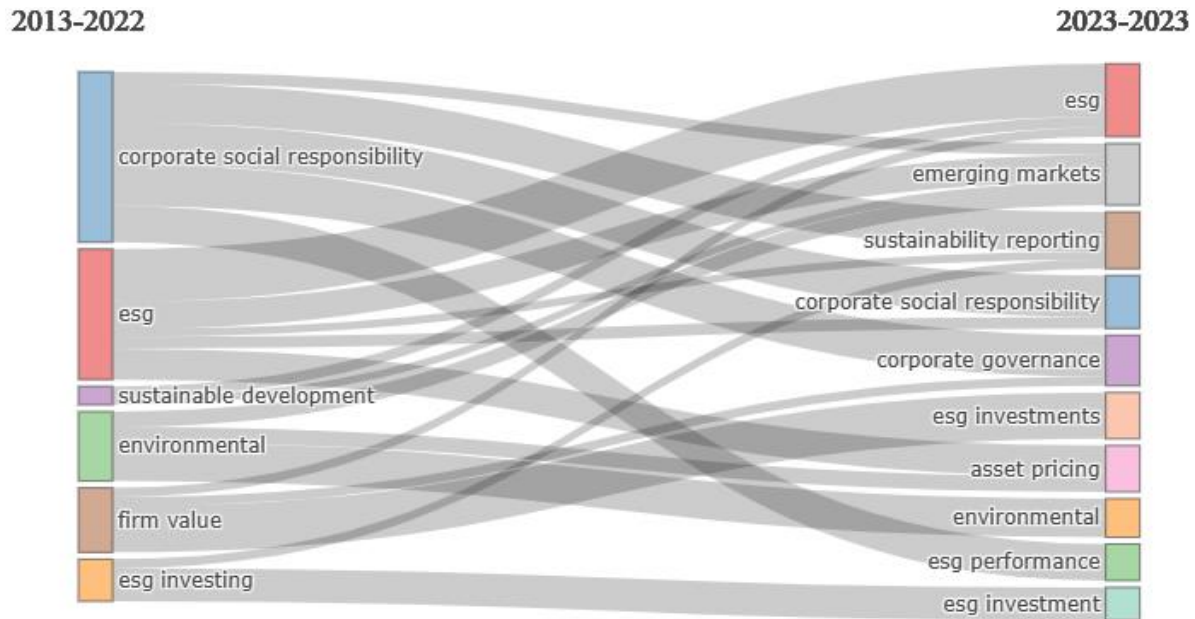 2013-2022
2023-2023
corporate social responsibility
esg
sustainable development
environmental
firm value
esg investing
esg
emerging markets
sustainability reporting
corporate social responsibility
corporate governance
esg investments
asset pricing
environmental
esg performance
esg investment